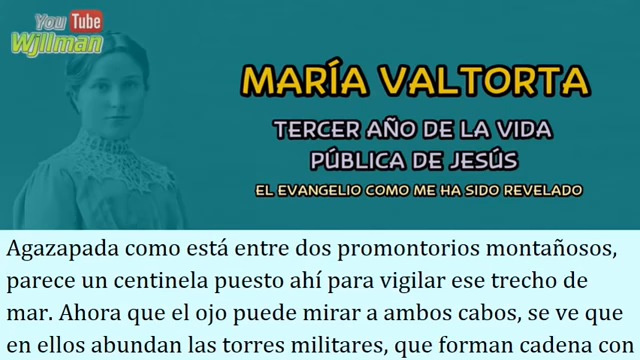 You Tube
Wjllman
MARÍA VALTORTA
TERCER AÑO DE LA VIDA
PÚBLICA DE JESÚS
EL EVANGELIO COMO ME HA SIDO REVELADO
Agazapada como está entre dos promontorios montañosos,
parece un centinela puesto ahí para vigilar ese trecho de
mar. Ahora que el ojo puede mirar a ambos cabos, se ve que
en ellos abundan las torres militares, que forman cadena con